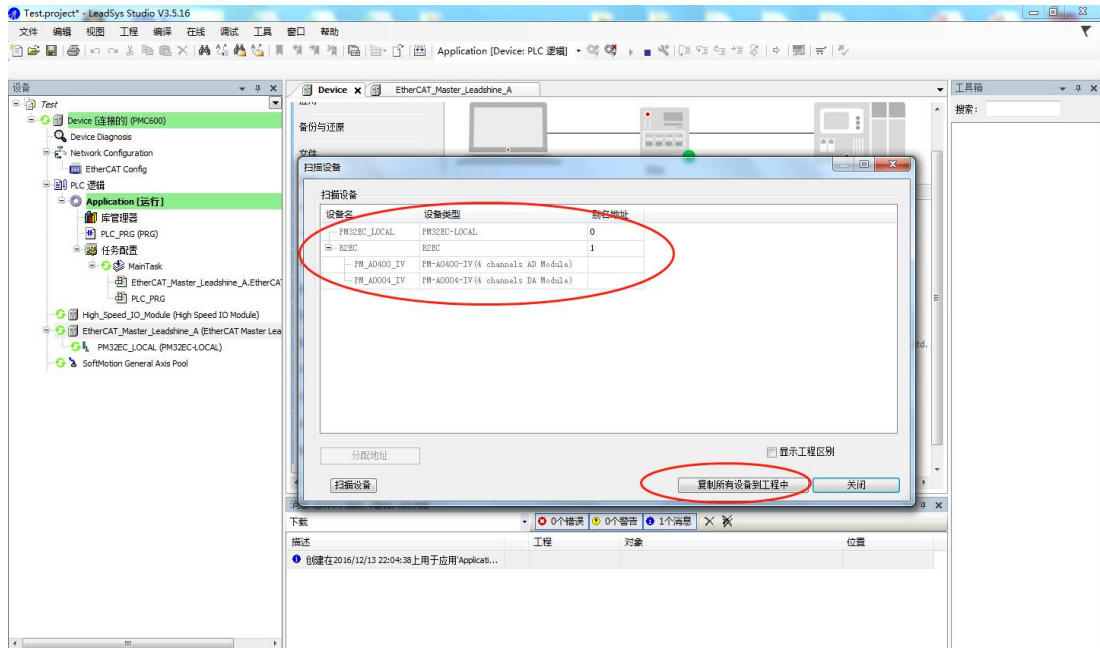 Test.project* - LeadSys Studio V3.5.16
文件 编辑 视图 工程 编译 在线 调试 工具 窗口 帮助
Application [Device: PLC 逻辑]
设备
Test
Device [连接的] (PMC600)
Device Diagnosis
Network Configuration
EtherCAT Config
PLC 逻辑
Application [运行]
库管理器
PLC_PRG (PRG)
任务配置
MainTask
EtherCAT_Master_Leadshine_A.EtherCA
PLC_PRG
High_Speed_IO_Module (High Speed IO Module)
EtherCAT_Master_Leadshine_A (EtherCAT Master Lea
PM32EC_LOCAL (PM32EC-LOCAL)
SoftMotion General Axis Pool
Device EtherCAT_Master_Leadshine_A
备份与还原
文件
扫描设备
扫描设备
设备名 设备类型 别名地址
PM32EC_LOCAL PM32EC-LOCAL 0
R2EC R2EC 1
PM_A0400_IV PM-A0400-IV(4 channels AD Module)
PM_A0004_IV PM-A0004-IV(4 channels DA Module)
td.
分配地址
显示工程区别
扫描设备 复制所有设备到工程中 关闭
下载 0个错误 0个警告 1个消息
描述 工程 对象 位置
创建在2016/12/13 22:04:38上用于应用'Applicati...
工具箱
搜索: